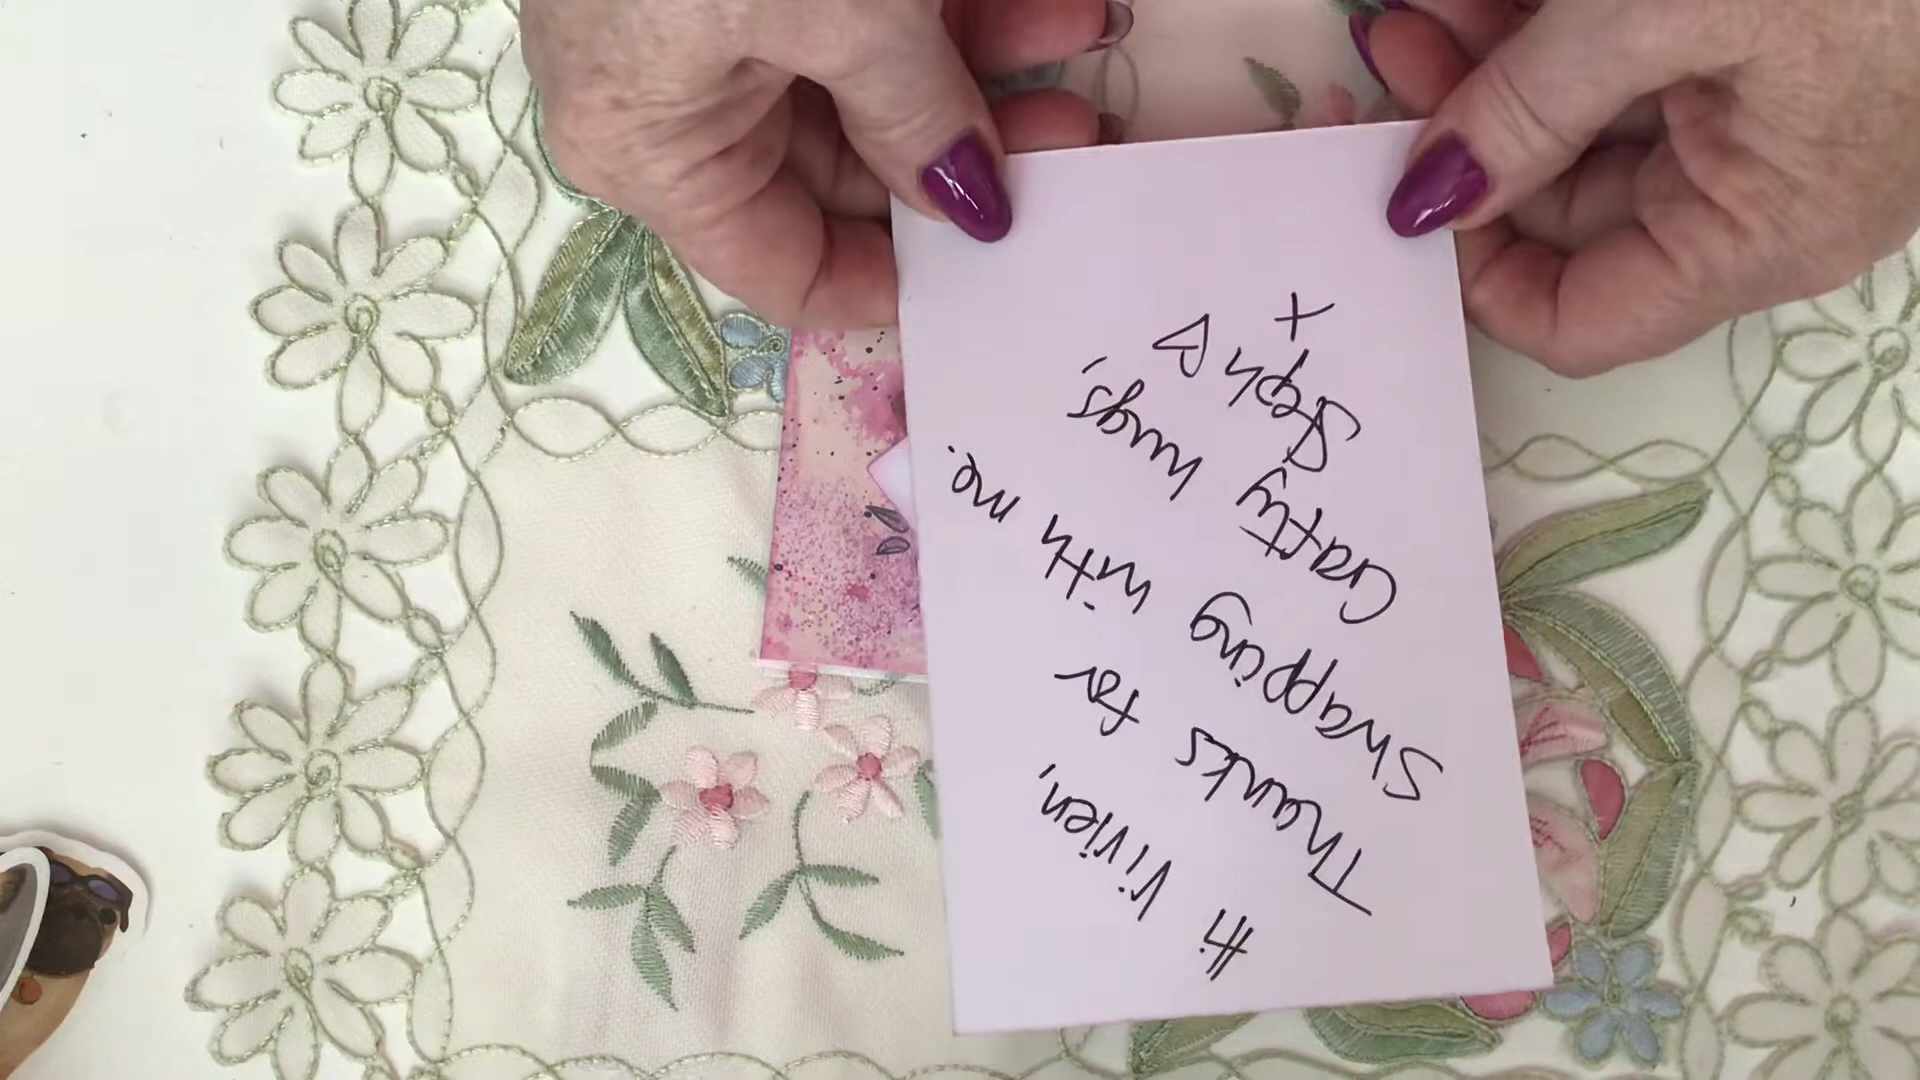 Hi Vivien,
Thanks for
Swapping with me.
Crafty hugs,
Steph ♡
x